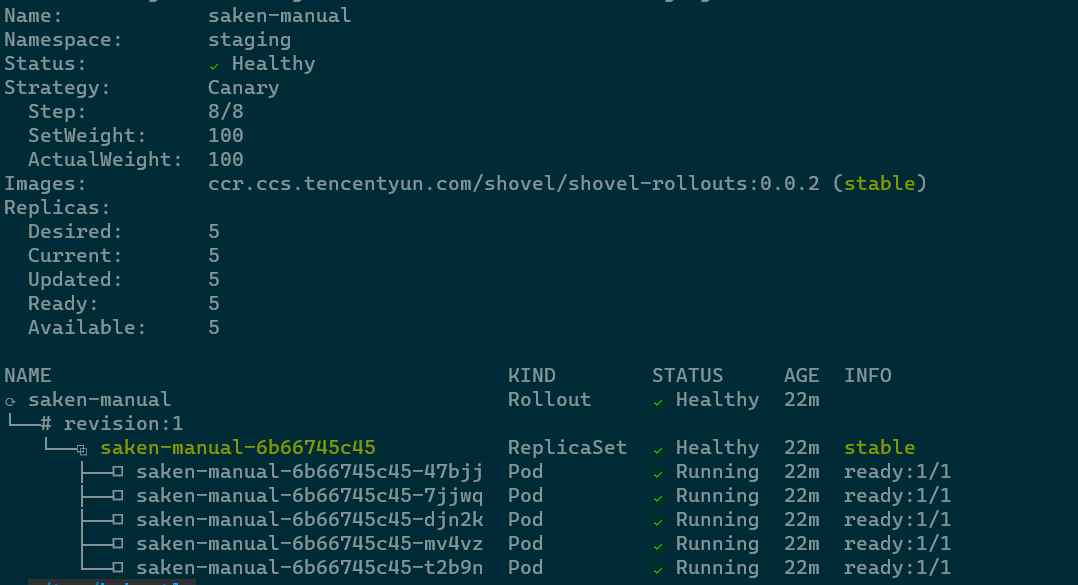 Name: saken-manual
Namespace: staging
Status: ✓ Healthy
Strategy: Canary
Step: 8/8
SetWeight: 100
ActualWeight: 100
Images: ccr.ccs.tencentyun.com/shovel/shovel-rollouts:0.0.2 (stable)
Replicas:
Desired: 5
Current: 5
Updated: 5
Ready: 5
Available: 5
NAME KIND STATUS AGE INFO
⟳ saken-manual Rollout ✓ Healthy 22m
└──# revision:1
└──⧉ saken-manual-6b66745c45 ReplicaSet ✓ Healthy 22m stable
├──□ saken-manual-6b66745c45-47bjj Pod ✓ Running 22m ready:1/1
├──□ saken-manual-6b66745c45-7jjwq Pod ✓ Running 22m ready:1/1
├──□ saken-manual-6b66745c45-djn2k Pod ✓ Running 22m ready:1/1
├──□ saken-manual-6b66745c45-mv4vz Pod ✓ Running 22m ready:1/1
└──□ saken-manual-6b66745c45-t2b9n Pod ✓ Running 22m ready:1/1